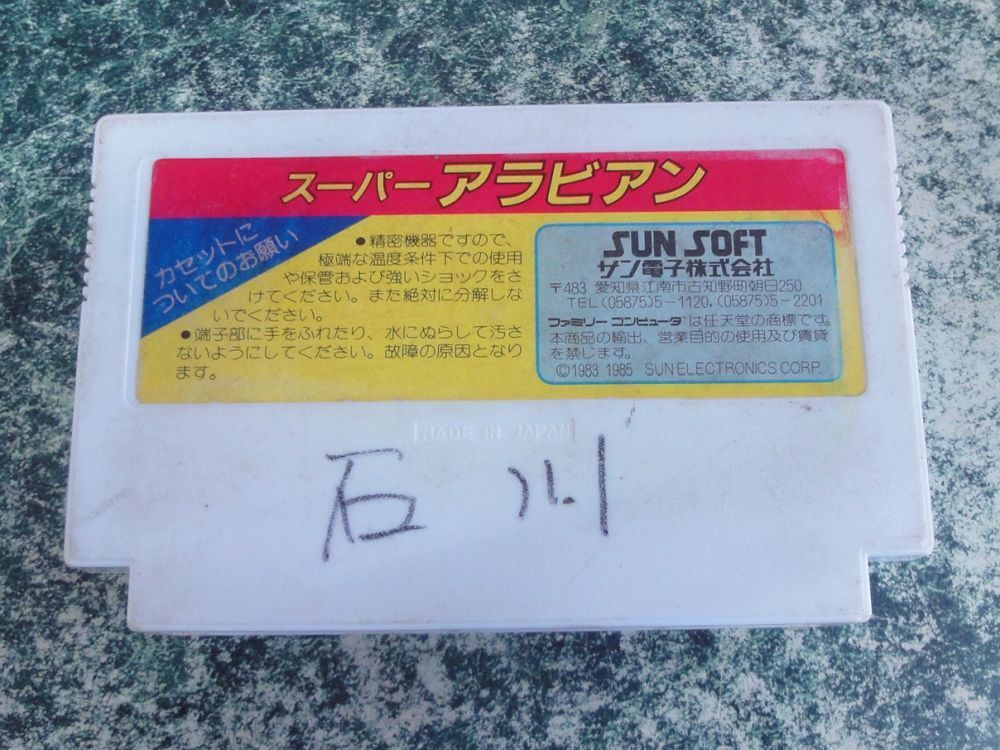 スーパーアラビアン
カセットに
ついてのお願い
●精密機器ですので、
極端な温度条件下での使用
や保管および強いショックをさ
けてください。また絶対に分解しな
いでください。
●端子部に手をふれたり、水にぬらして汚さ
ないようにしてください。故障の原因となり
ます。
SUN SOFT
サン電子株式会社
〒483 愛知県江南市古知野町朝日250
TEL(05875)5-1120,(05875)5-2201
ファミリー コンピュータ™は任天堂の商標です。
本商品の輸出、営業目的の使用及び賃貸
を禁じます。
©1983 1985 SUN ELECTRONICS CORP.
MADE IN JAPAN
石川